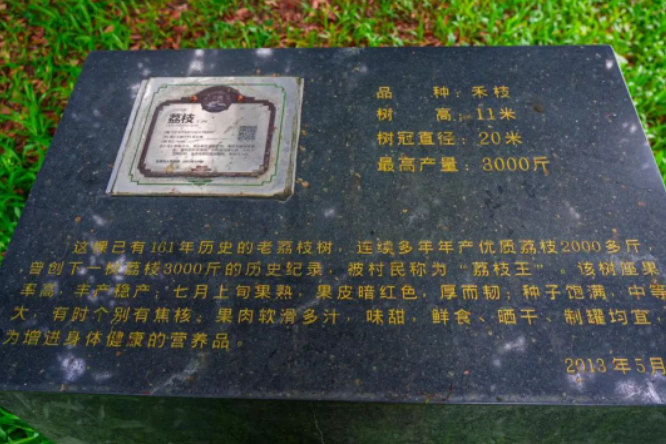 荔枝
品 种：禾枝
树 高：11米
树冠直径：20米
最高产量：3000斤
这棵已有161年历史的老荔枝树，连续多年年产优质荔枝2000多斤，
曾创下一树荔枝3000斤的历史纪录，被村民称为“荔枝王”。该树座果
率高，丰产稳产；七月上旬果熟，果皮暗红色，厚而韧；种子饱满，中等
大，有时个别有焦核。果肉软滑多汁，味甜，鲜食、晒干、制罐均宜，
为增进身体健康的营养品。
2013年5月